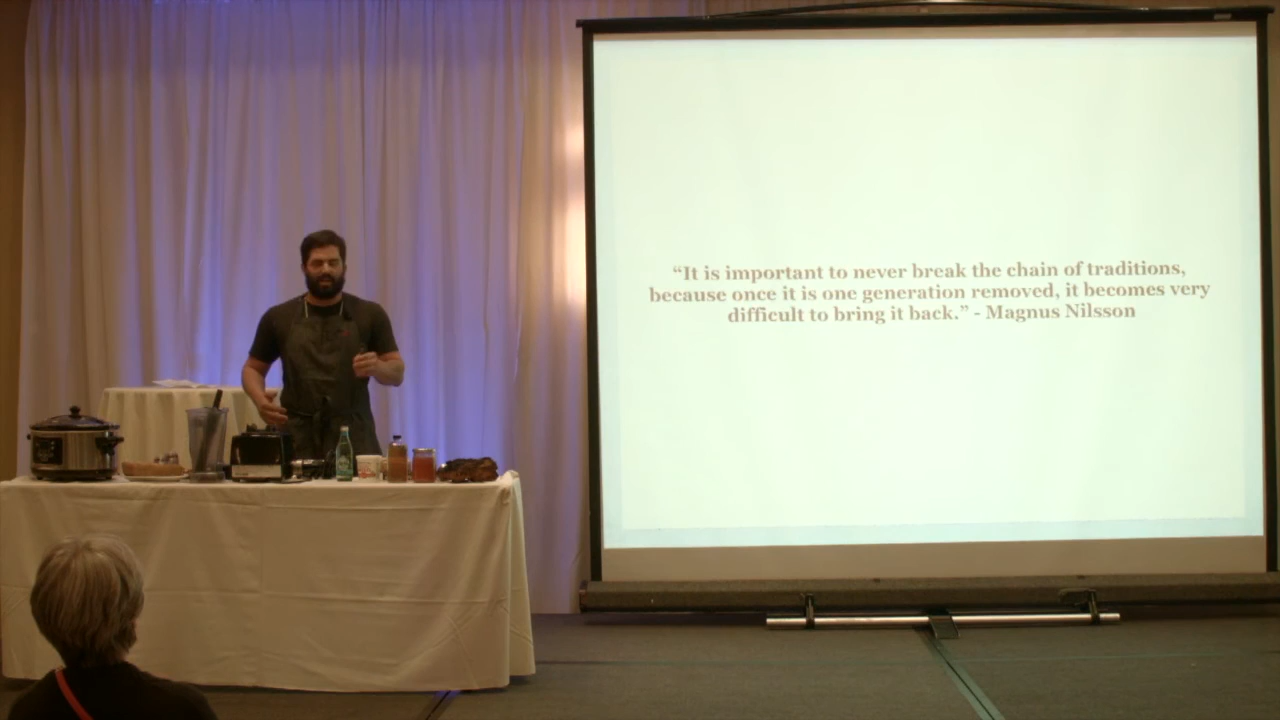 “It is important to never break the chain of traditions,
because once it is one generation removed, it becomes very
difficult to bring it back.” - Magnus Nilsson